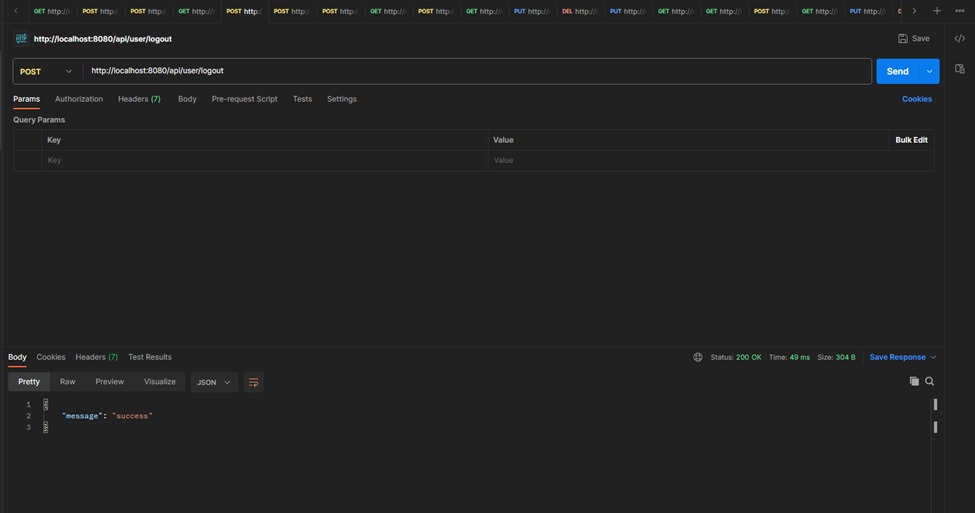 GET http://l POST http:/ POST http:/ GET http://l POST http:/ POST http:/ POST http:/ GET http://l POST http:/ GET http://l PUT http://l DEL http://l PUT http://l GET http://l GET http://l POST http:/ GET http://l PUT http://l
HTTP http://localhost:8080/api/user/logout Save
POST http://localhost:8080/api/user/logout Send
Params Authorization Headers (7) Body Pre-request Script Tests Settings Cookies
Query Params
Key Value Bulk Edit
Key Value
Body Cookies Headers (7) Test Results Status: 200 OK Time: 49 ms Size: 304 B Save Response
Pretty Raw Preview Visualize JSON
1 {
2 "message": "success"
3 }